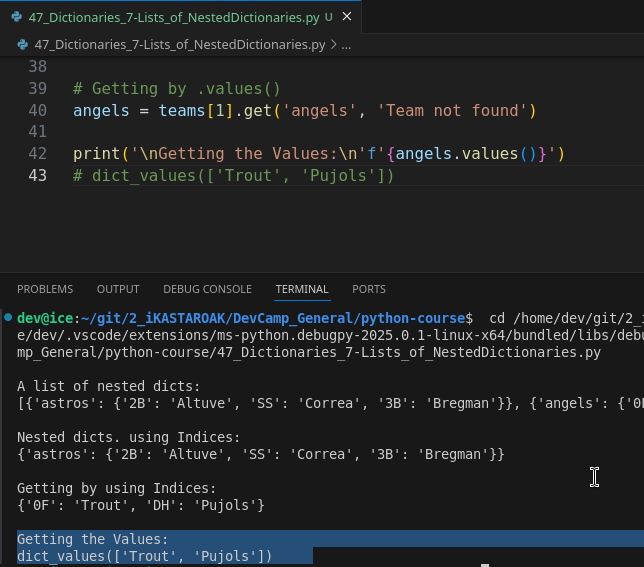 47_Dictionaries_7-Lists_of_NestedDictionaries.py U
47_Dictionaries_7-Lists_of_NestedDictionaries.py > ...
38
39 # Getting by .values()
40 angels = teams[1].get('angels', 'Team not found')
41
42 print('\nGetting the Values:\n'f'{angels.values()}')
43 # dict_values(['Trout', 'Pujols'])
PROBLEMS OUTPUT DEBUG CONSOLE TERMINAL PORTS
dev@ice:~/git/2_iKASTAROAK/DevCamp_General/python-course$ cd /home/dev/git/2_
e/dev/.vscode/extensions/ms-python.debugpy-2025.0.1-linux-x64/bundled/libs/deb
mp_General/python-course/47_Dictionaries_7-Lists_of_NestedDictionaries.py
A list of nested dicts:
[{'astros': {'2B': 'Altuve', 'SS': 'Correa', '3B': 'Bregman'}}, {'angels': {'0
Nested dicts. using Indices:
{'astros': {'2B': 'Altuve', 'SS': 'Correa', '3B': 'Bregman'}}
Getting by using Indices:
{'0F': 'Trout', 'DH': 'Pujols'}
Getting the Values:
dict_values(['Trout', 'Pujols'])